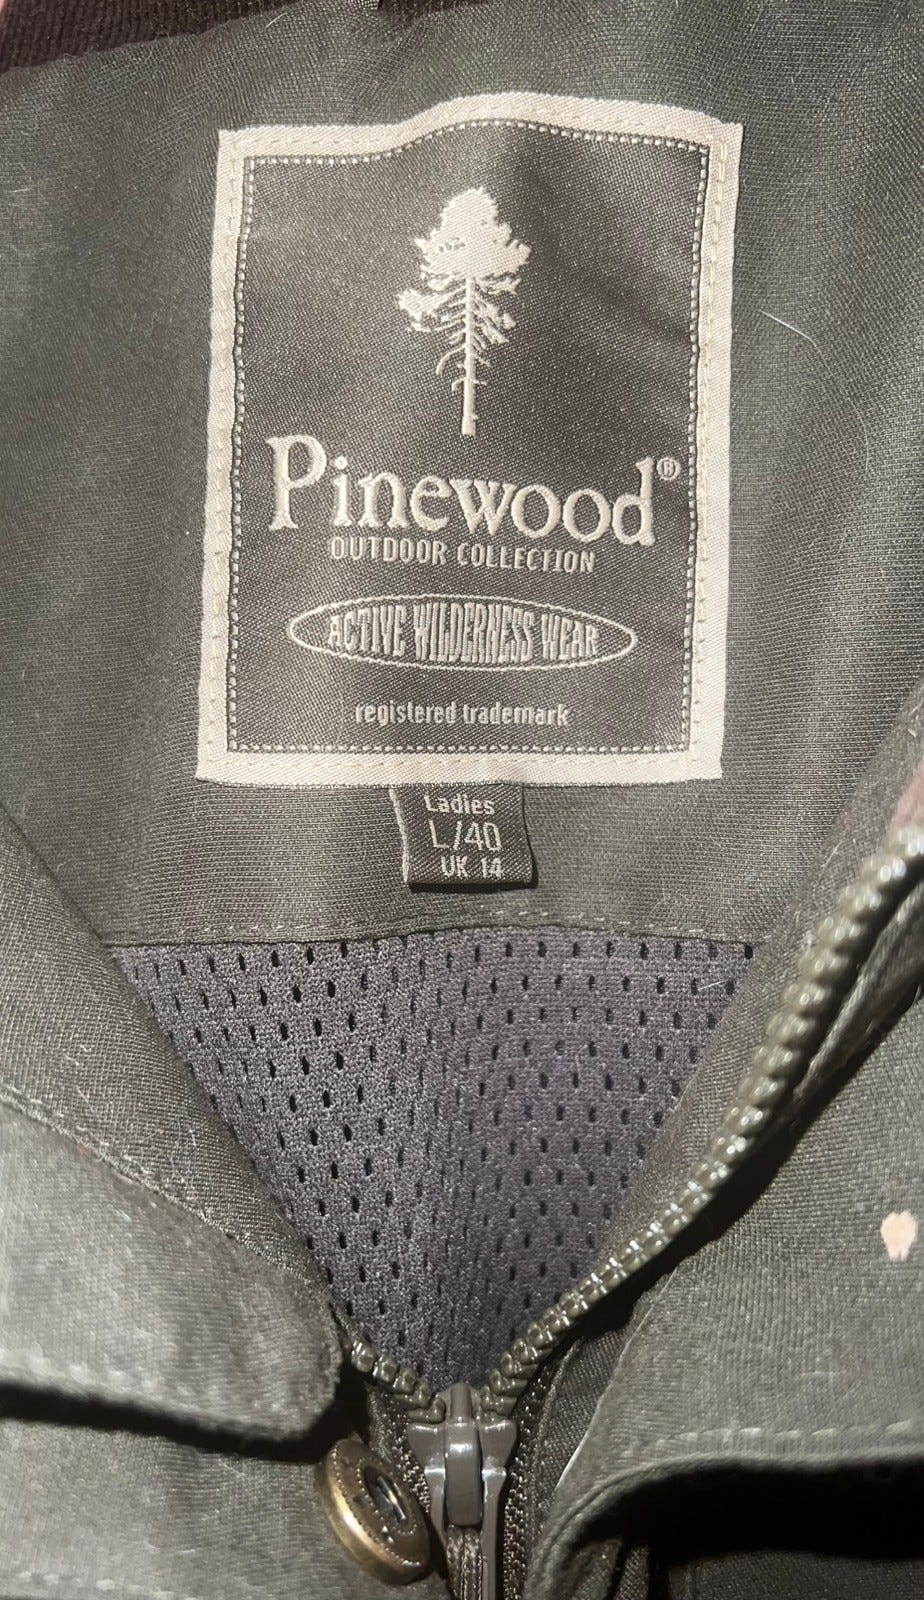 Pinewood®
OUTDOOR COLLECTION
ACTIVE WILDERNESS WEAR
registered trademark
Ladies
L/40
UK 14